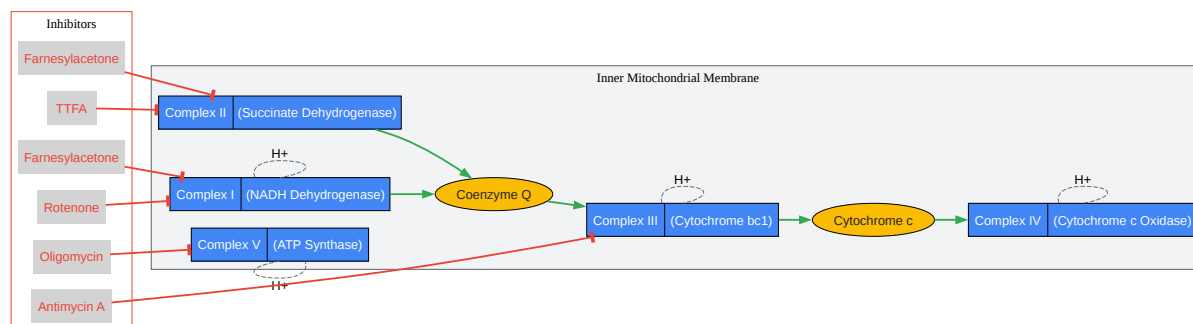 Inhibitors
Farnesylacetone
TTFA
Farnesylacetone
Rotenone
Oligomycin
Antimycin A
Inner Mitochondrial Membrane
Complex II (Succinate Dehydrogenase)
H+
Complex I (NADH Dehydrogenase)
Coenzyme Q
H+
Complex III (Cytochrome bc1)
Cytochrome c
H+
Complex IV (Cytochrome c Oxidase)
Complex V (ATP Synthase)
H+